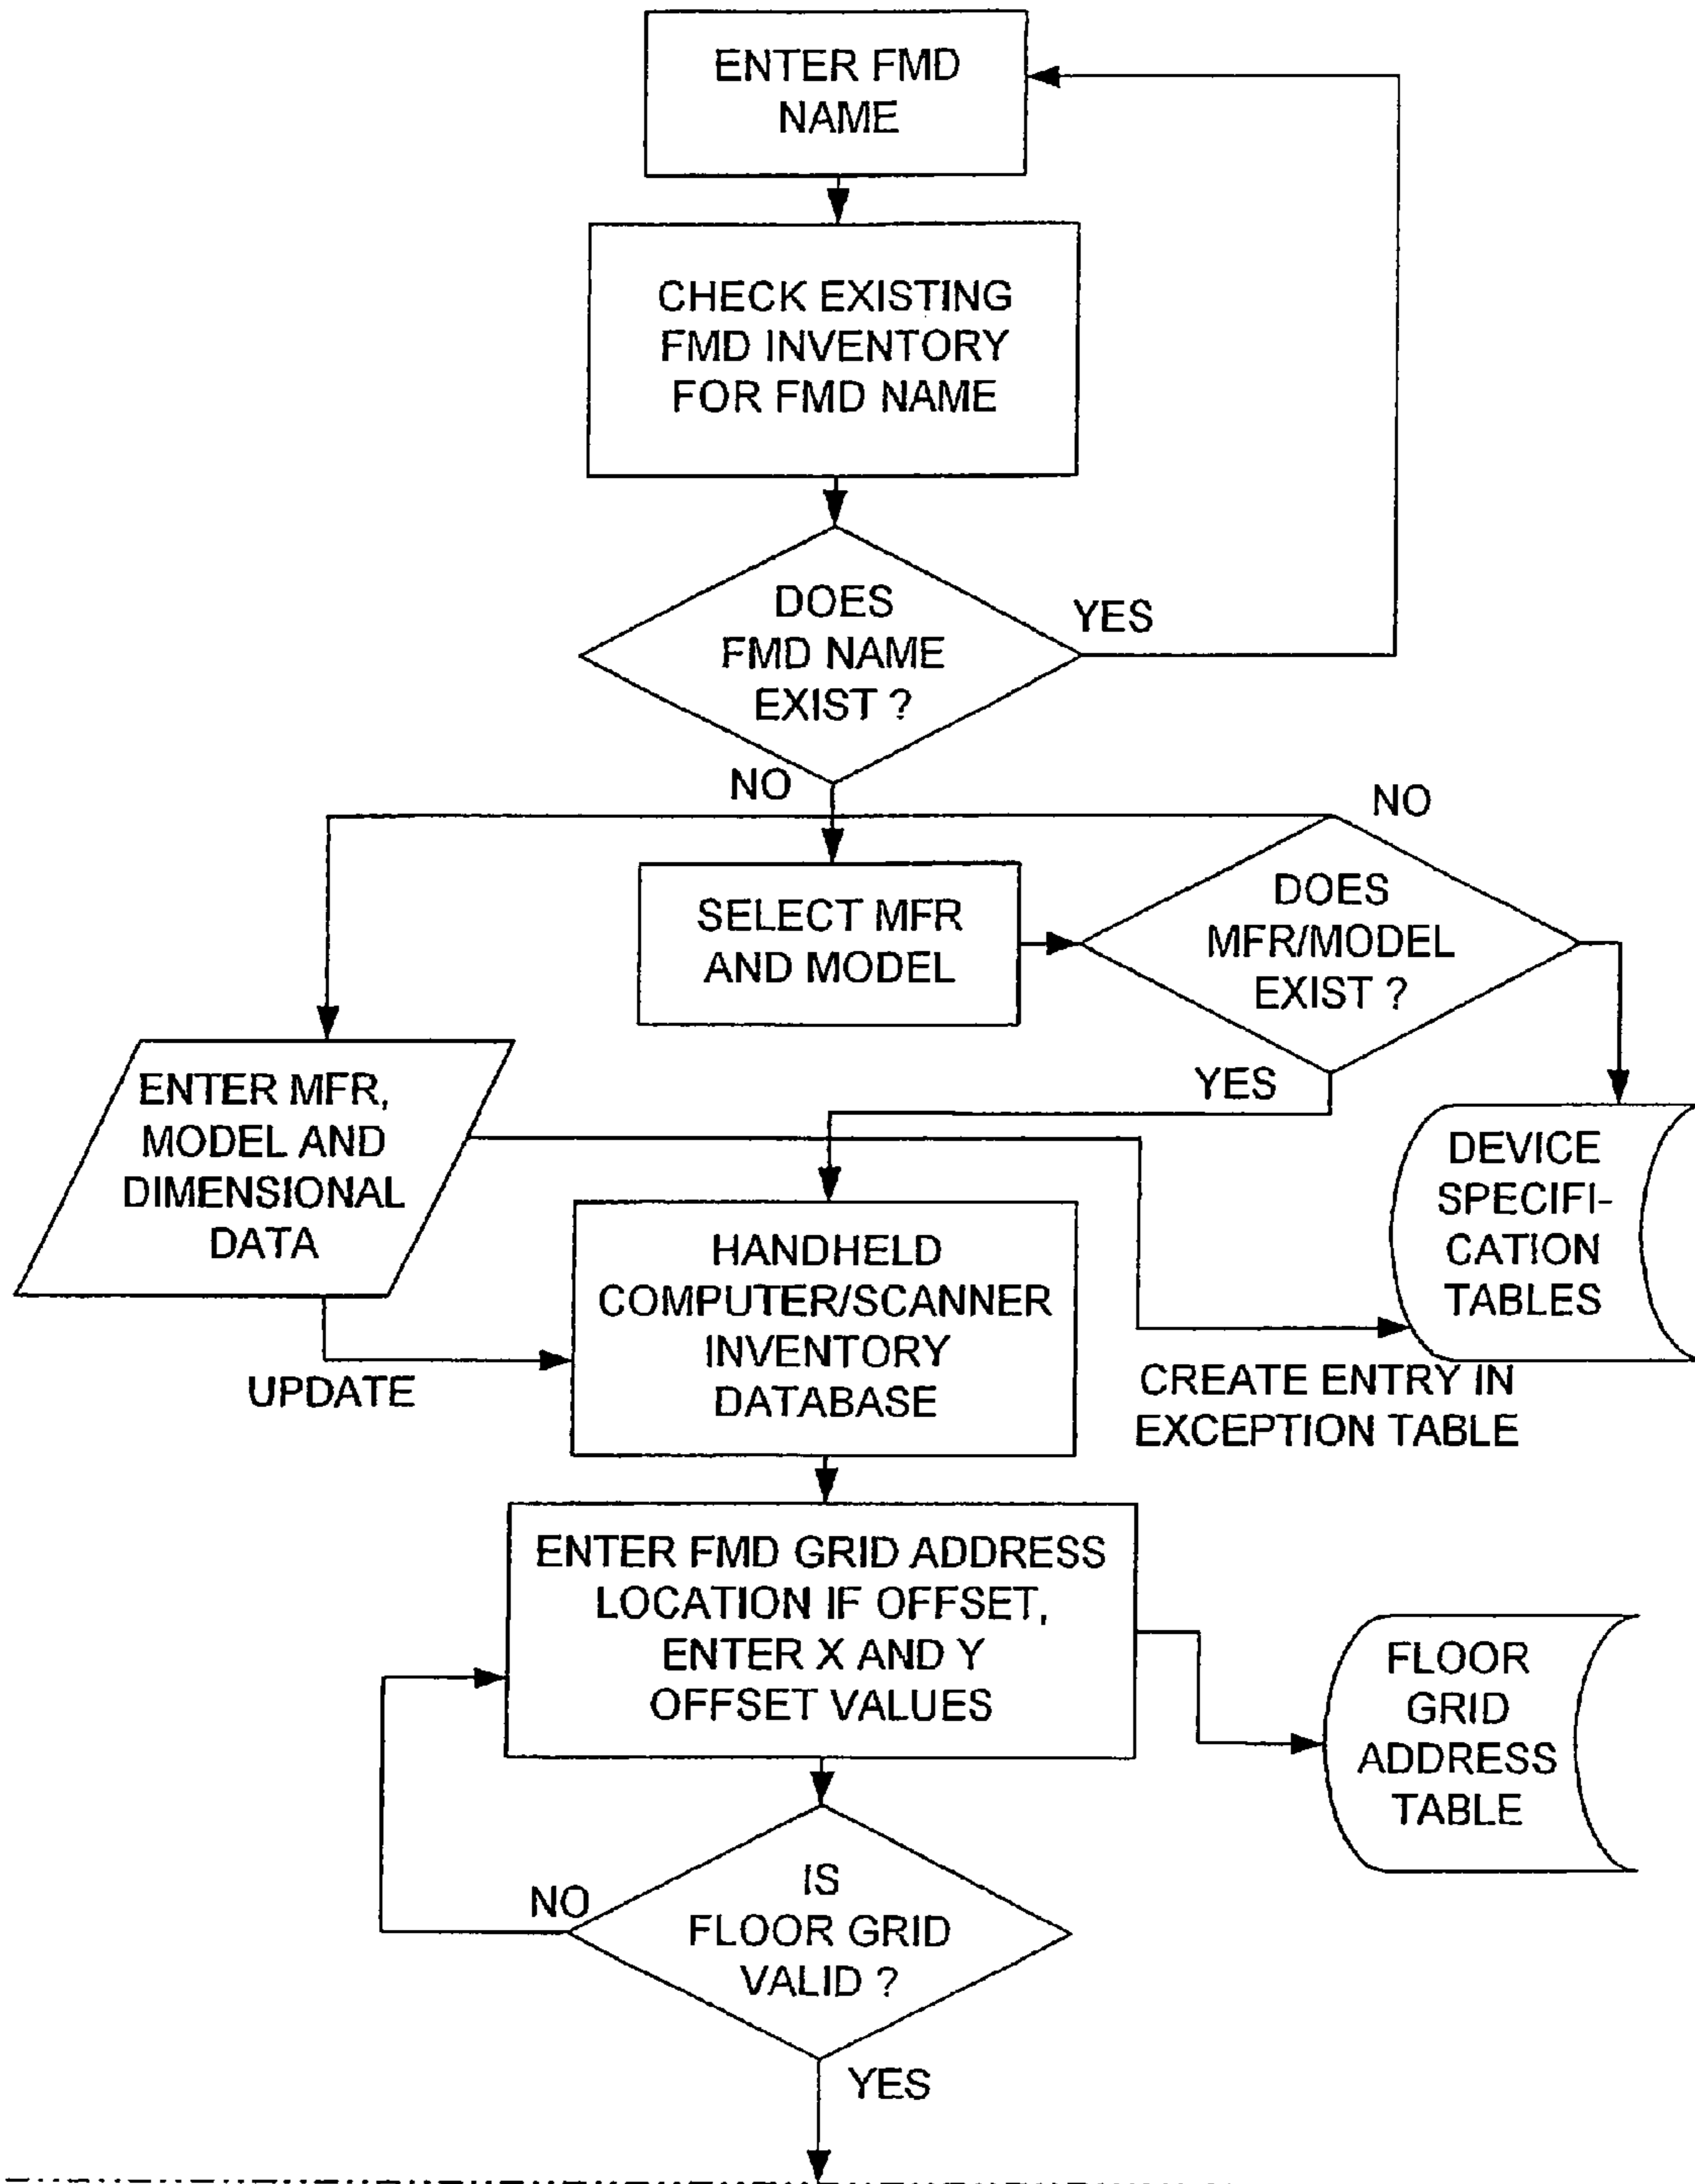 ENTER FMD
NAME
CHECK EXISTING
FMD INVENTORY
FOR FMD NAME
DOES
FMD NAME
EXIST ?
YES
NO
NO
SELECT MFR
AND MODEL
DOES
MFR/MODEL
EXIST ?
YES
ENTER MFR,
MODEL AND
DIMENSIONAL
DATA
DEVICE
SPECIFI-
CATION
TABLES
HANDHELD
COMPUTER/SCANNER
INVENTORY
DATABASE
UPDATE
CREATE ENTRY IN
EXCEPTION TABLE
ENTER FMD GRID ADDRESS
LOCATION IF OFFSET,
ENTER X AND Y
OFFSET VALUES
FLOOR
GRID
ADDRESS
TABLE
IS
FLOOR GRID
VALID ?
NO
YES